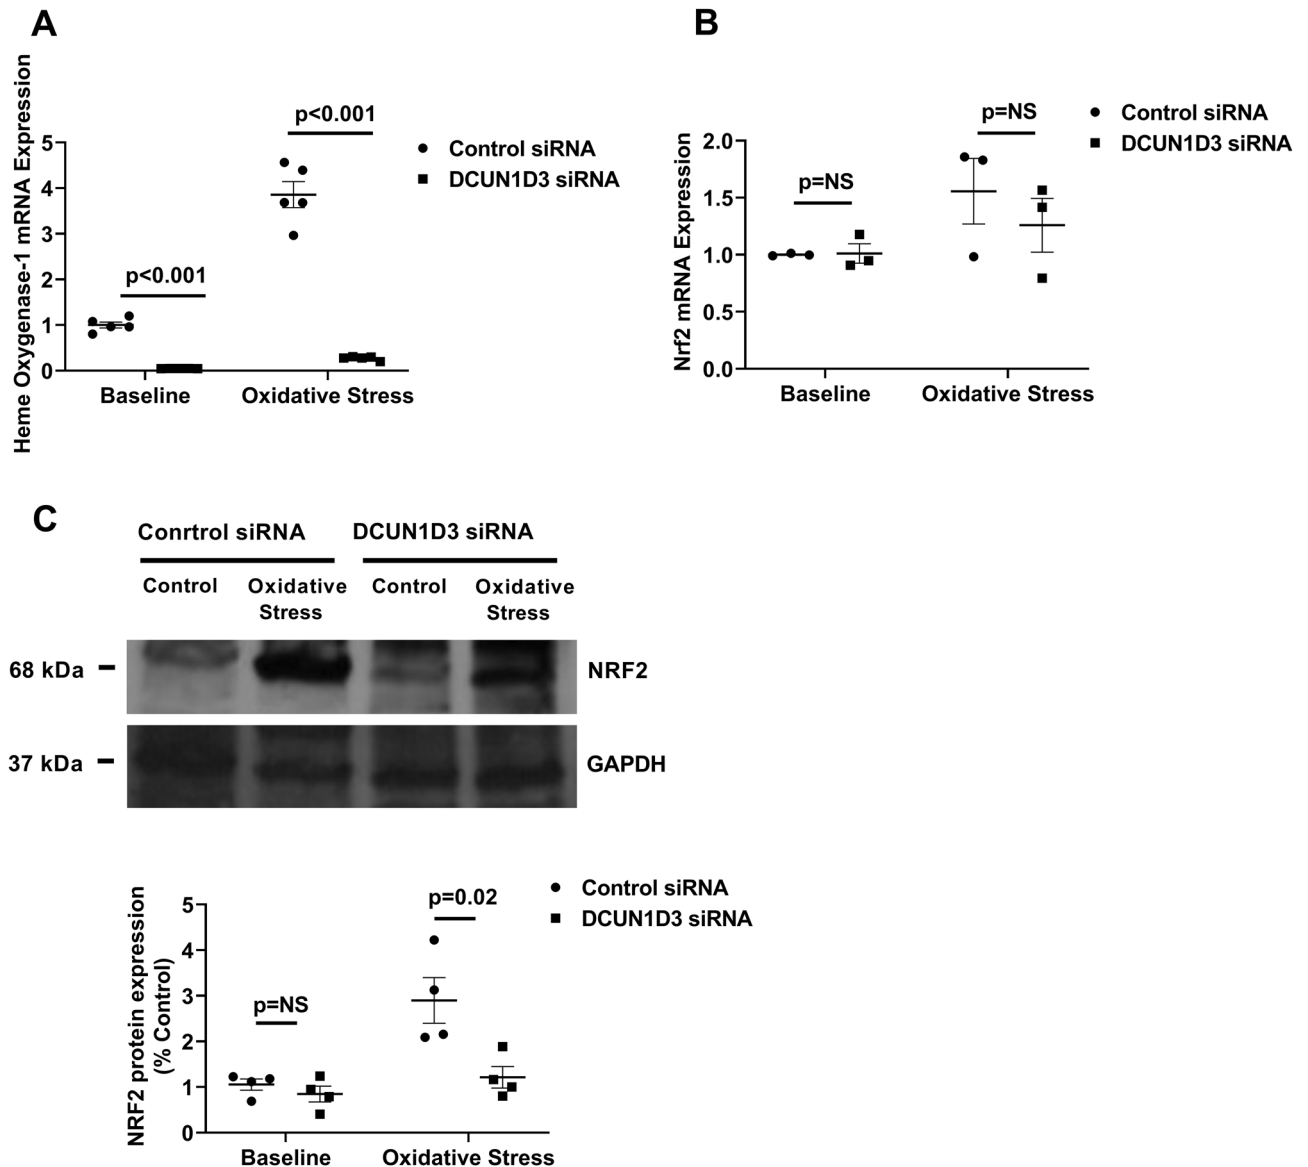 A
Heme Oxygenase-1 mRNA Expression
5
4
3
2
1
0
p<0.001
p<0.001
Control siRNA
DCUN1D3 siRNA
Baseline
Oxidative Stress
B
Nrf2 mRNA Expression
2.0
1.5
1.0
0.5
0.0
p=NS
p=NS
Control siRNA
DCUN1D3 siRNA
Baseline
Oxidative Stress
C
Conrtrol siRNA
DCUN1D3 siRNA
Control
Oxidative
Stress
Control
Oxidative
Stress
68 kDa
NRF2
37 kDa
GAPDH
NRF2 protein expression
(% Control)
5
4
3
2
1
0
p=NS
p=0.02
Control siRNA
DCUN1D3 siRNA
Baseline
Oxidative Stress